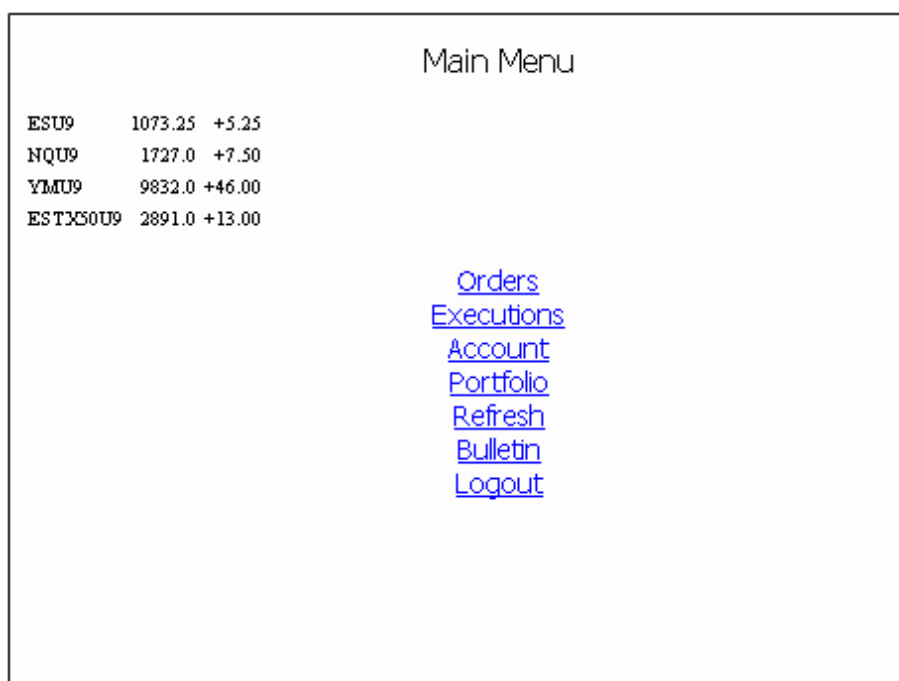 Main Menu
ESU9 1073.25 +5.25
NQU9 1727.0 +7.50
YMU9 9832.0 +46.00
ESTX50U9 2891.0 +13.00
Orders
Executions
Account
Portfolio
Refresh
Bulletin
Logout